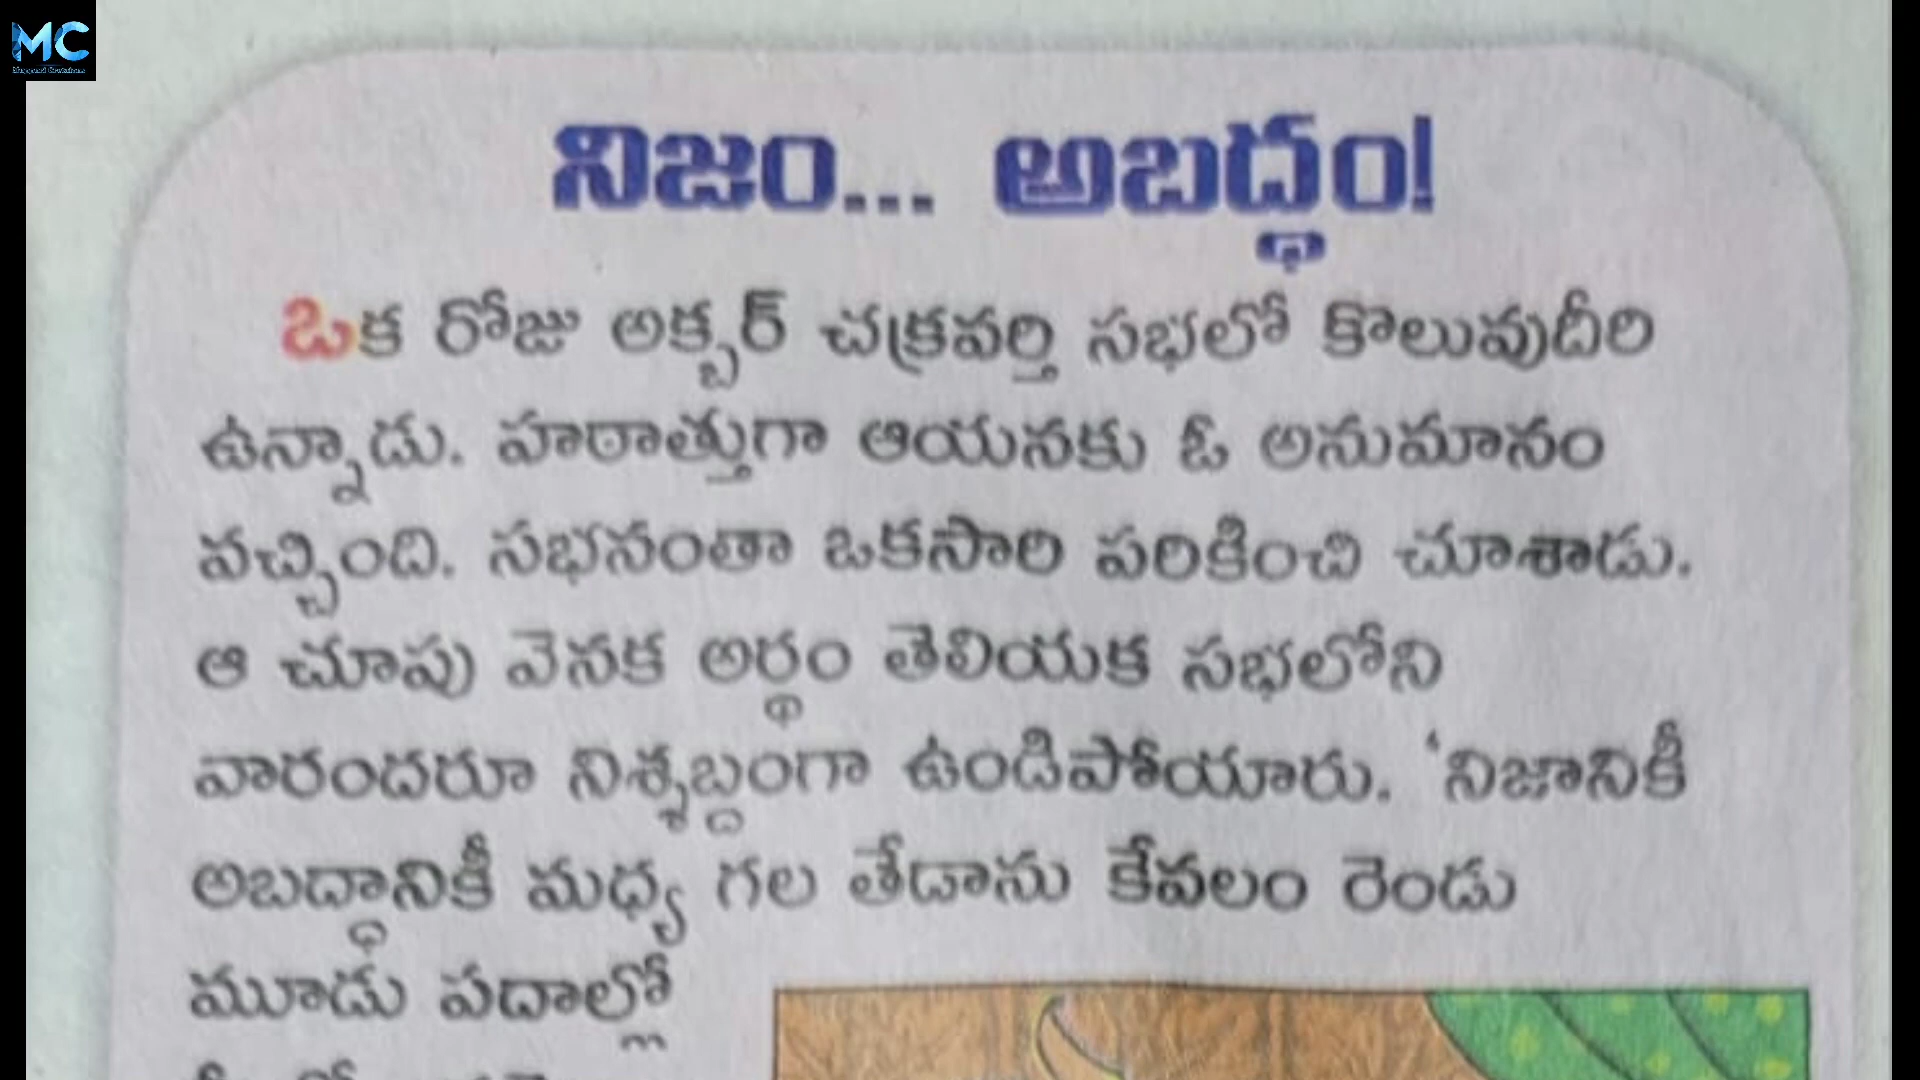 MC
నిజం... అబద్ధం!
ఒక రోజు అక్బర్ చక్రవర్తి సభలో కొలువుదీరి
ఉన్నాడు. హఠాత్తుగా ఆయనకు ఓ అనుమానం
వచ్చింది. సభనంతా ఒకసారి పరికించి చూశాడు.
ఆ చూపు వెనక అర్థం తెలియక సభలోని
వారందరూ నిశ్శబ్దంగా ఉండిపోయారు. 'నిజానికీ
అబద్ధానికీ మధ్య గల తేడాను కేవలం రెండు
మూడు పదాల్లో